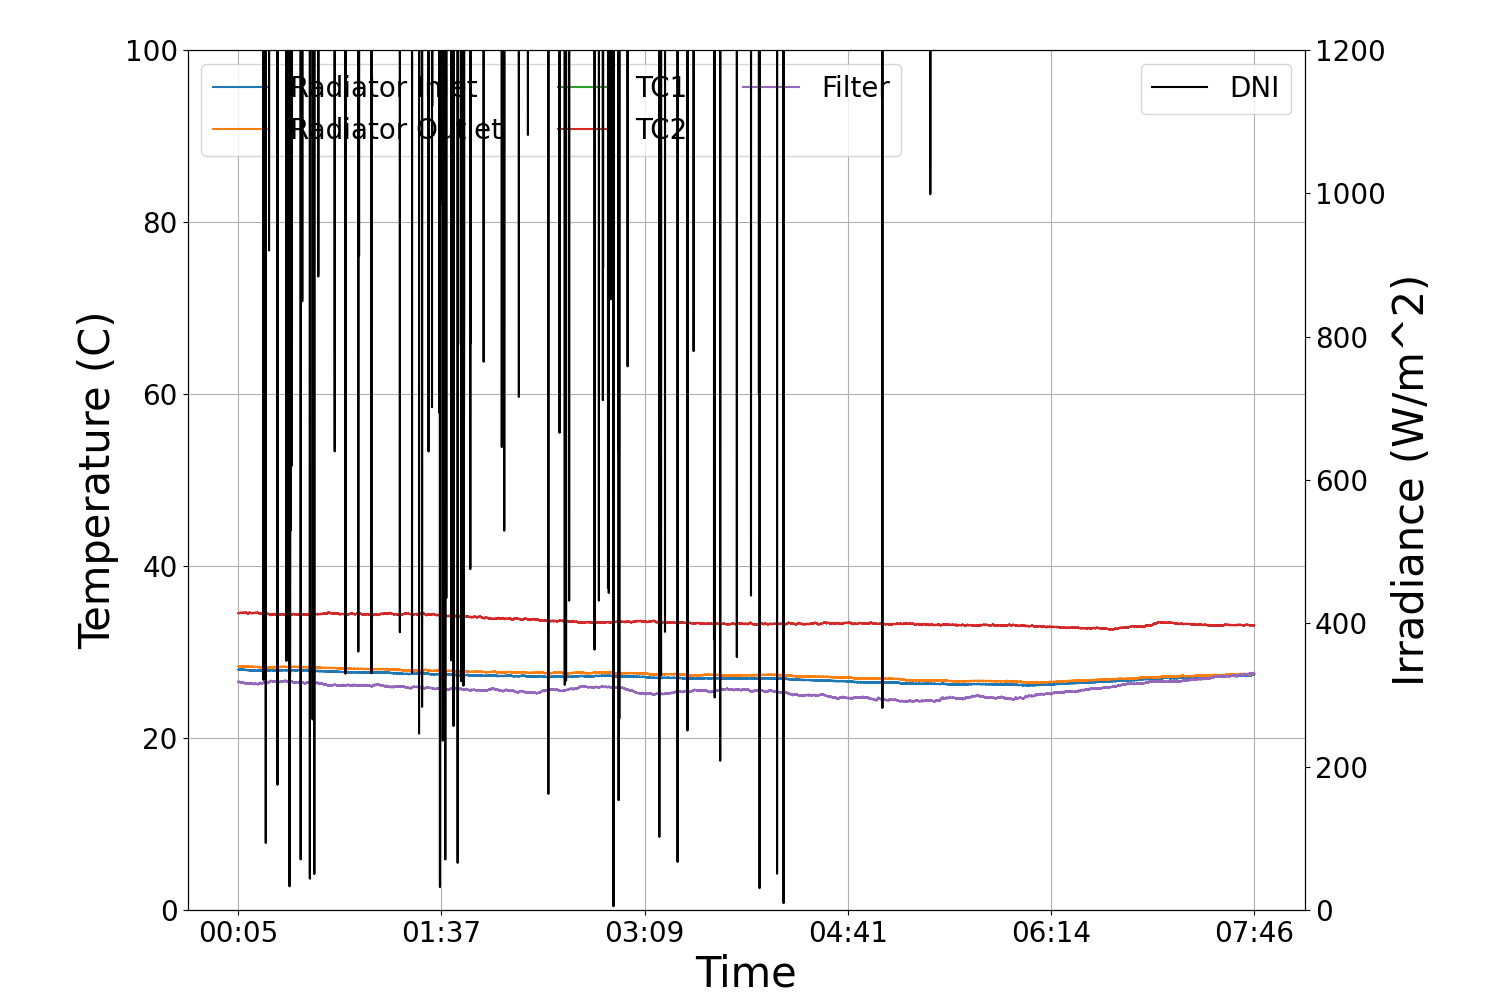 100
80
60
40
20
0
Temperature (C)
Radiator Inlet
Radiator Outlet
TC1
TC2
Filter
DNI
1200
1000
800
600
400
200
0
Irradiance (W/m^2)
00:05 01:37 03:09 04:41 06:14 07:46
Time